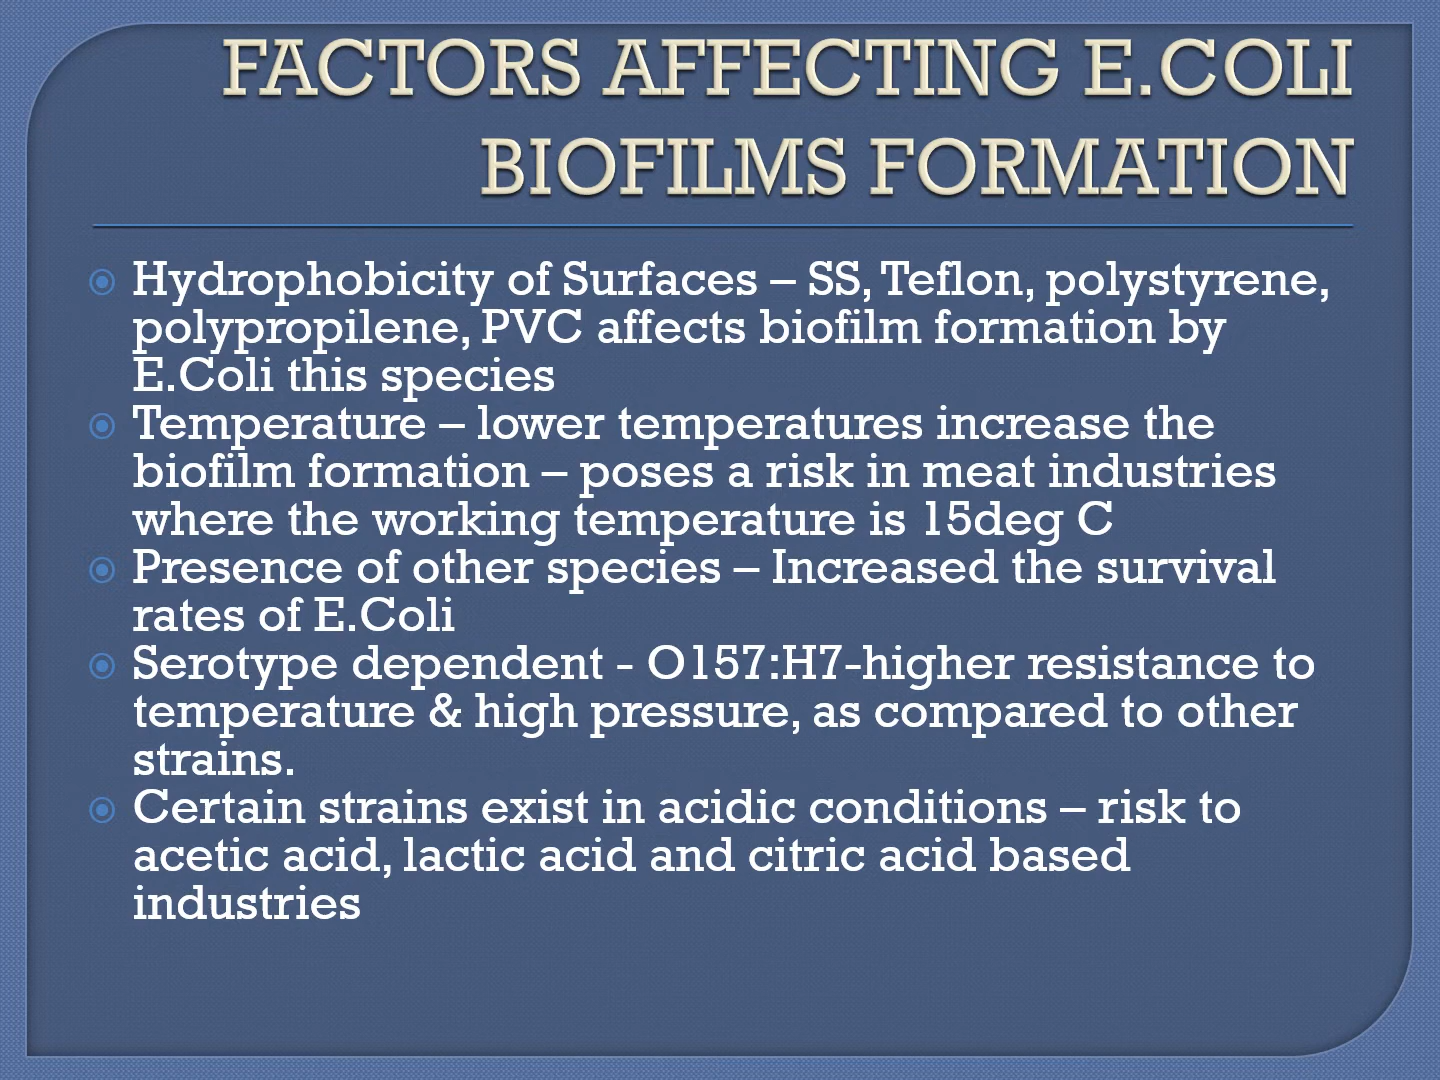 FACTORS AFFECTING E.COLI
BIOFILMS FORMATION
Hydrophobicity of Surfaces – SS, Teflon, polystyrene,
polypropilene, PVC affects biofilm formation by
E.Coli this species
Temperature – lower temperatures increase the
biofilm formation – poses a risk in meat industries
where the working temperature is 15deg C
Presence of other species – Increased the survival
rates of E.Coli
Serotype dependent - O157:H7-higher resistance to
temperature & high pressure, as compared to other
strains.
Certain strains exist in acidic conditions – risk to
acetic acid, lactic acid and citric acid based
industries